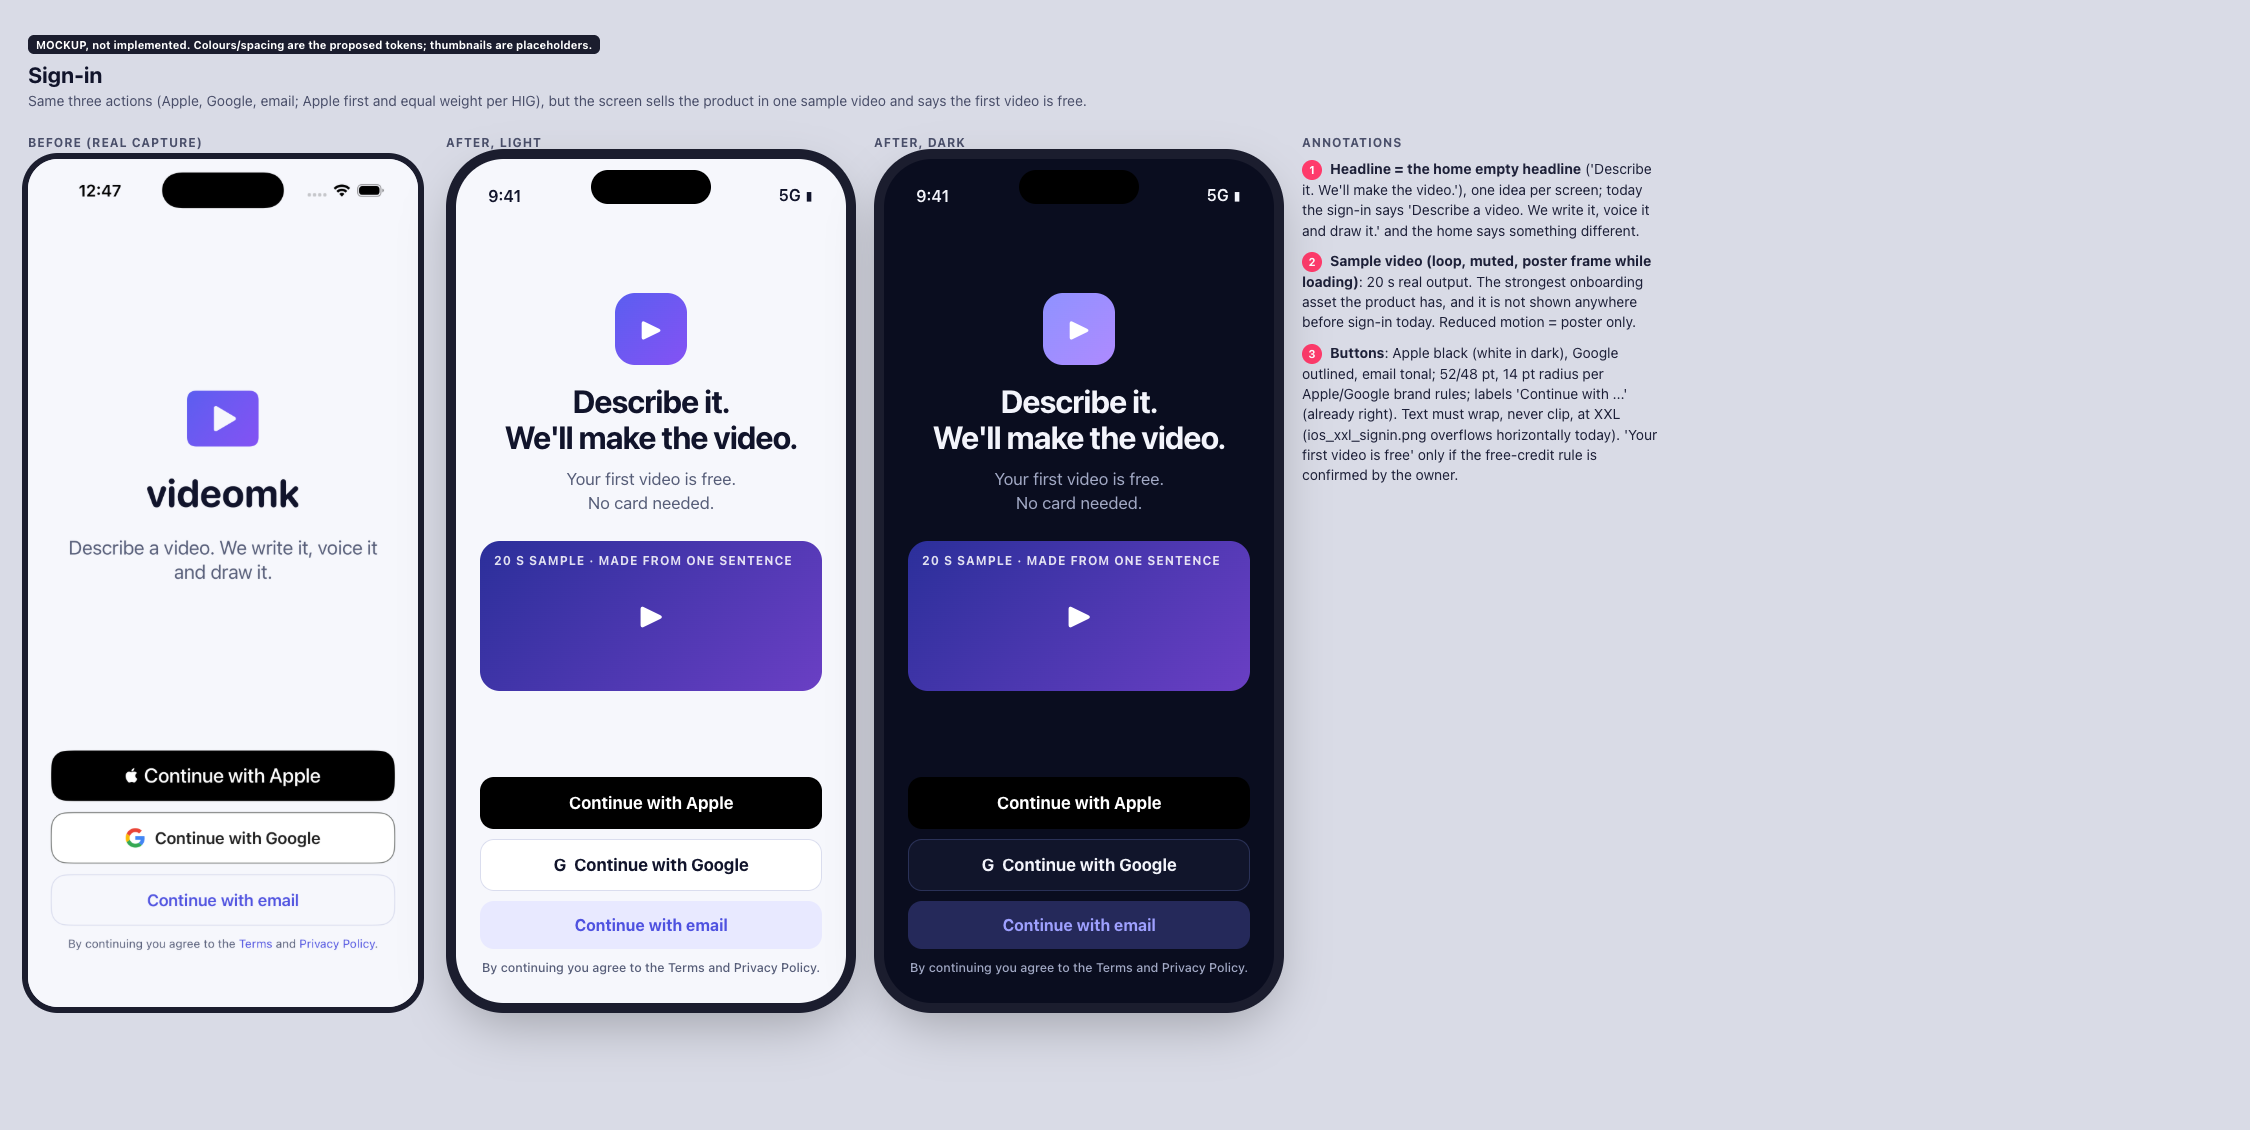 MOCKUP, not implemented. Colours/spacing are the proposed tokens; thumbnails are placeholders.
Sign-in
Same three actions (Apple, Google, email; Apple first and equal weight per HIG), but the screen sells the product in one sample video and says the first video is free.
BEFORE (REAL CAPTURE)
12:47
videomk
Describe a video. We write it, voice it
and draw it.
Continue with Apple
Continue with Google
Continue with email
By continuing you agree to the Terms and Privacy Policy.
AFTER, LIGHT
9:41
5G
Describe it.
We'll make the video.
Your first video is free.
No card needed.
20 S SAMPLE · MADE FROM ONE SENTENCE
Continue with Apple
G Continue with Google
Continue with email
By continuing you agree to the Terms and Privacy Policy.
AFTER, DARK
9:41
5G
Describe it.
We'll make the video.
Your first video is free.
No card needed.
20 S SAMPLE · MADE FROM ONE SENTENCE
Continue with Apple
G Continue with Google
Continue with email
By continuing you agree to the Terms and Privacy Policy.
ANNOTATIONS
1 Headline = the home empty headline ('Describe
it. We'll make the video.'), one idea per screen; today
the sign-in says 'Describe a video. We write it, voice it
and draw it.' and the home says something different.
2 Sample video (loop, muted, poster frame while
loading): 20 s real output. The strongest onboarding
asset the product has, and it is not shown anywhere
before sign-in today. Reduced motion = poster only.
3 Buttons: Apple black (white in dark), Google
outlined, email tonal; 52/48 pt, 14 pt radius per
Apple/Google brand rules; labels 'Continue with ...'
(already right). Text must wrap, never clip, at XXL
(ios_xxl_signin.png overflows horizontally today). 'Your
first video is free' only if the free-credit rule is
confirmed by the owner.